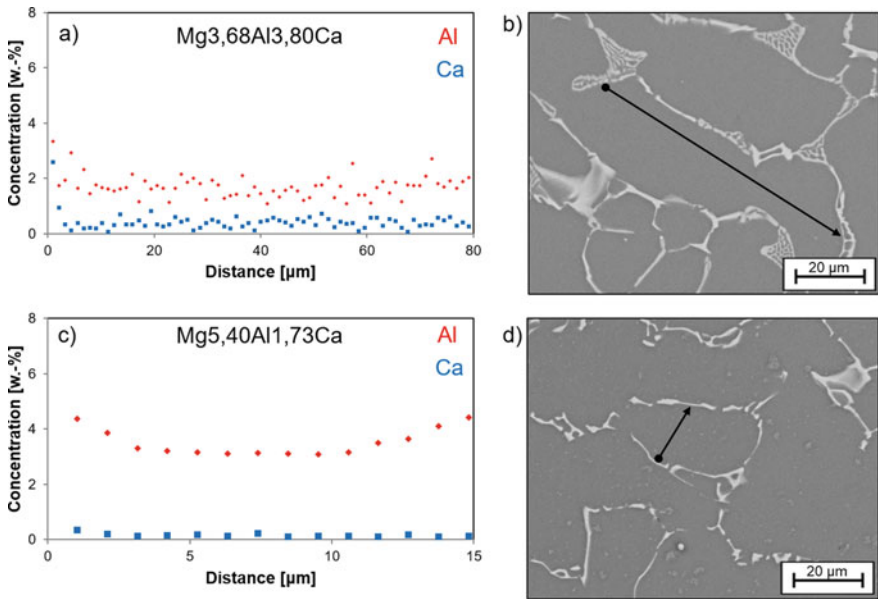 a) Mg3,68Al3,80Ca Al
Ca
Concentration [w.-%]
8
6
4
2
0
0 20 40 60 80
Distance [µm]
b)
20 µm
c) Mg5,40Al1,73Ca Al
Ca
Concentration [w.-%]
8
6
4
2
0
0 5 10 15
Distance [µm]
d)
20 µm